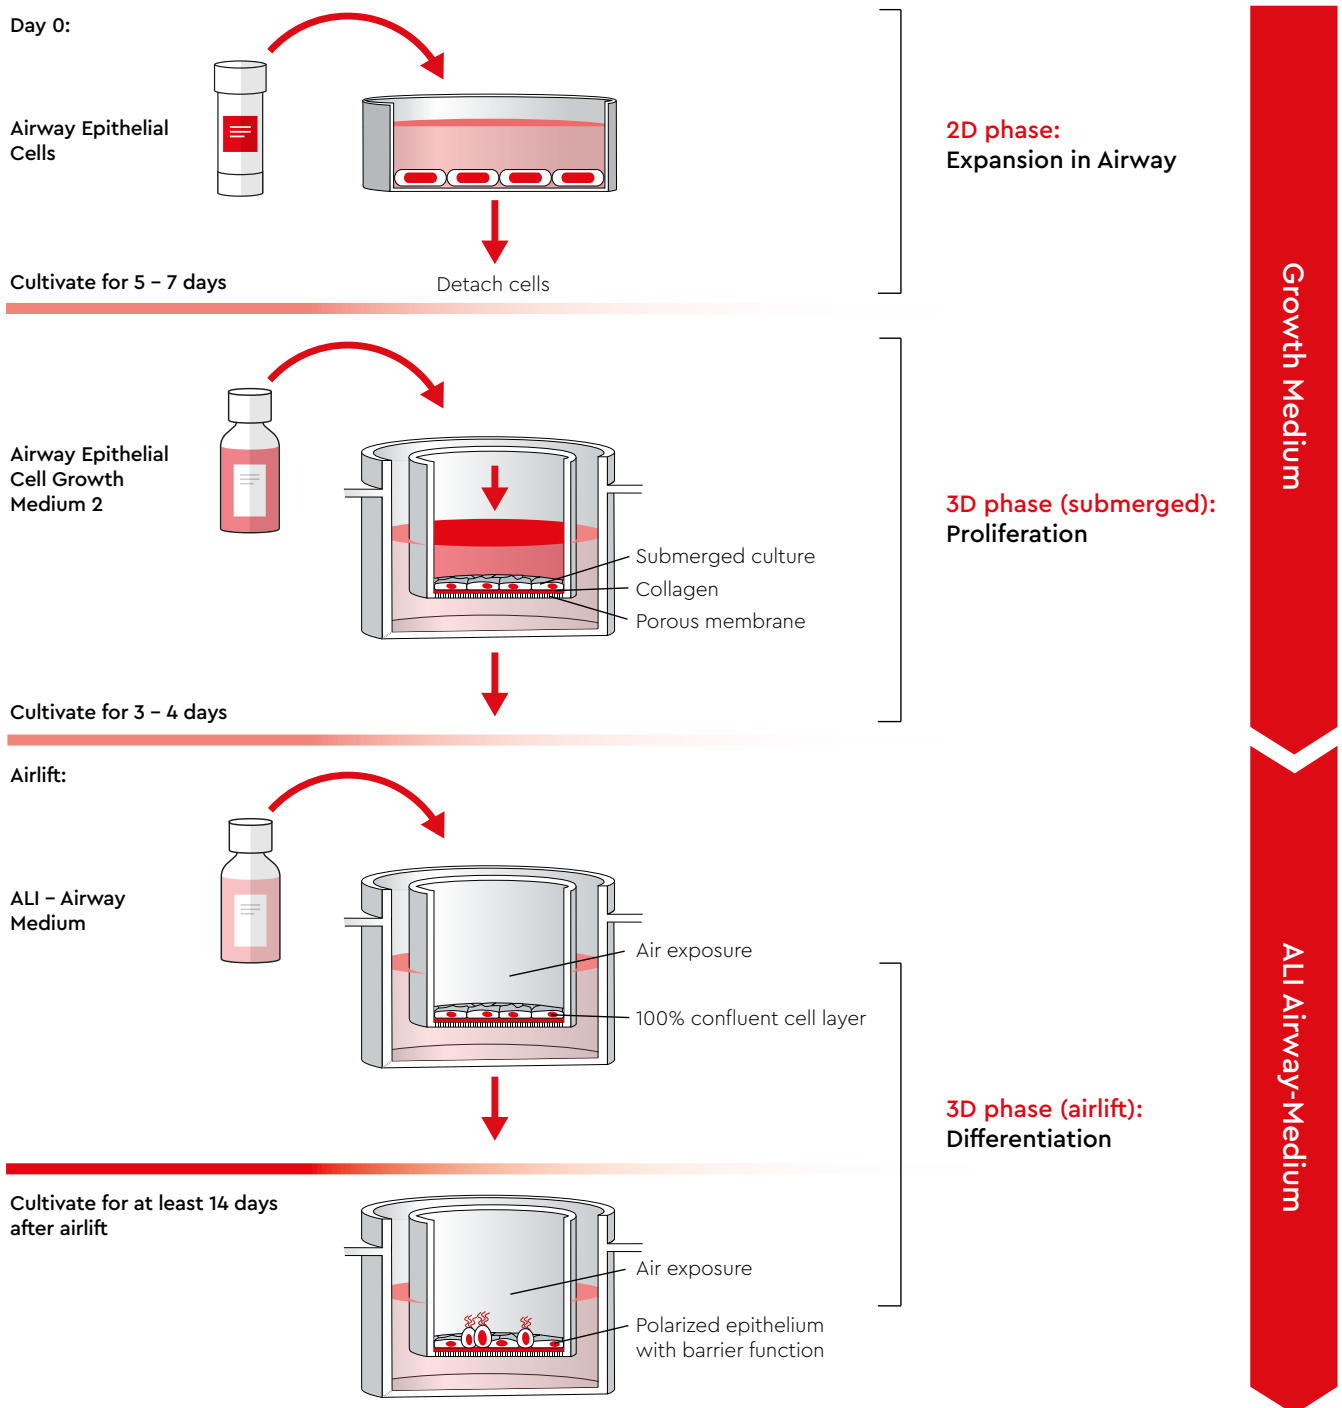 Day 0:
Airway Epithelial
Cells
2D phase:
Expansion in Airway
Cultivate for 5 – 7 days
Detach cells
Growth Medium
Airway Epithelial
Cell Growth
Medium 2
3D phase (submerged):
Proliferation
Submerged culture
Collagen
Porous membrane
Cultivate for 3 – 4 days
Airlift:
ALI – Airway
Medium
Air exposure
100% confluent cell layer
ALI Airway-Medium
3D phase (airlift):
Differentiation
Cultivate for at least 14 days
after airlift
Air exposure
Polarized epithelium
with barrier function